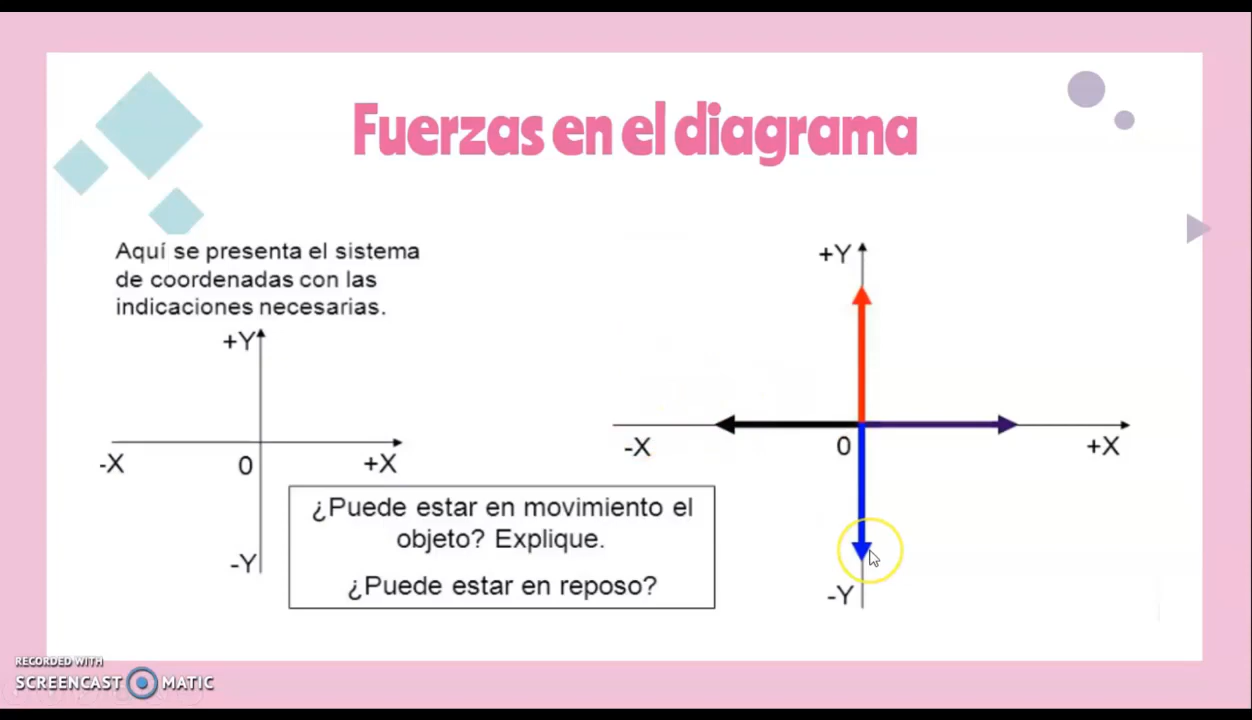 Fuerzas en el diagrama
Aquí se presenta el sistema
de coordenadas con las
indicaciones necesarias.
+Y
-X
0
+X
-Y
¿Puede estar en movimiento el
objeto? Explique.
¿Puede estar en reposo?
+Y
-X
0
+X
-Y
RECORDED WITH
SCREENCAST MATIC